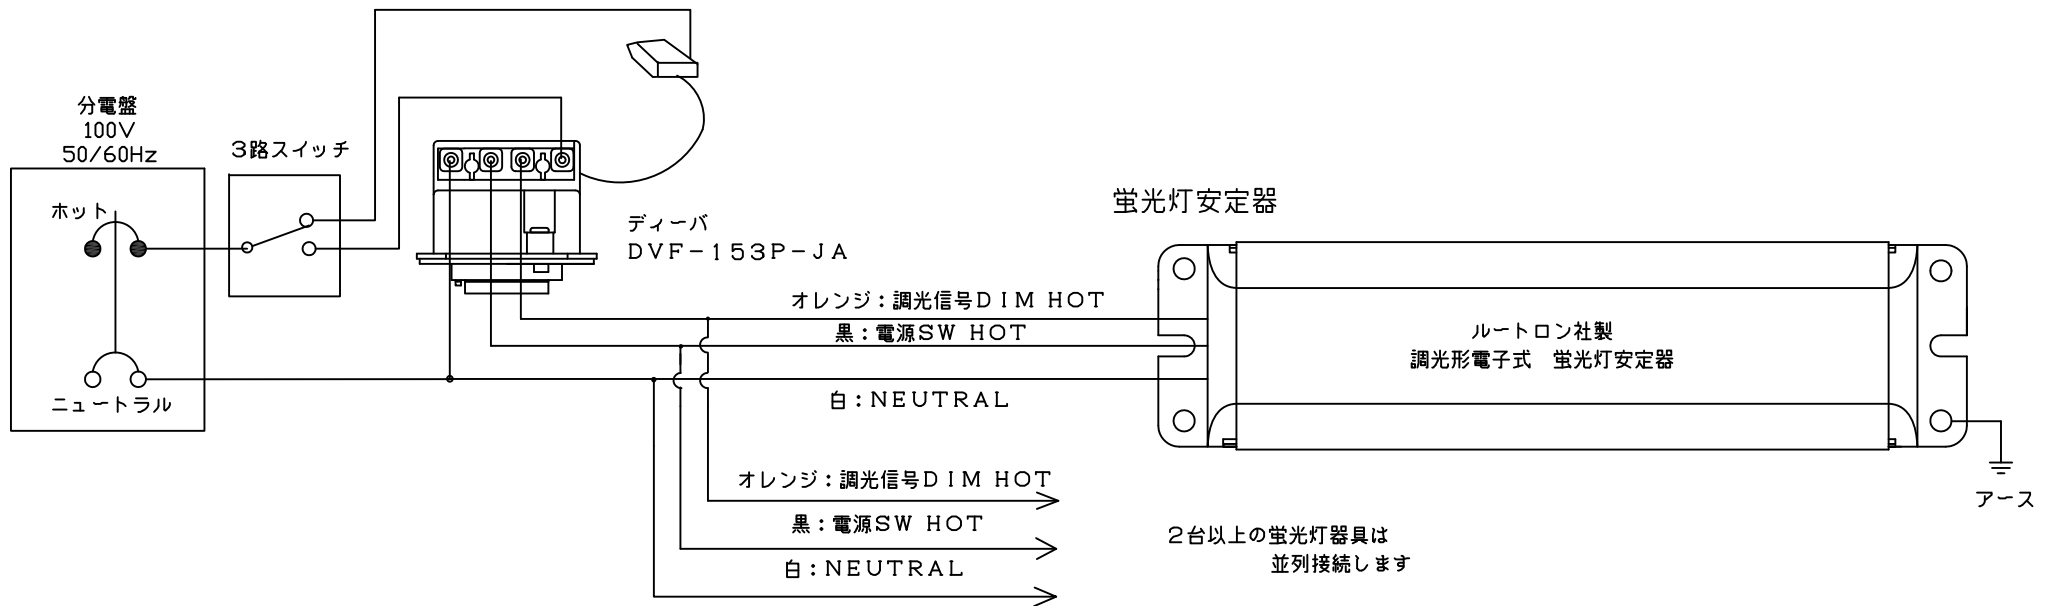 分電盤
100V
50/60Hz
3路スイッチ
ホット
ニュートラル
ディーバ
DVF-153P-JA
蛍光灯安定器
オレンジ：調光信号DIM HOT
黒：電源SW HOT
白：NEUTRAL
ルートロン社製
調光形電子式　蛍光灯安定器
オレンジ：調光信号DIM HOT
黒：電源SW HOT
白：NEUTRAL
アース
2台以上の蛍光灯器具は
並列接続します